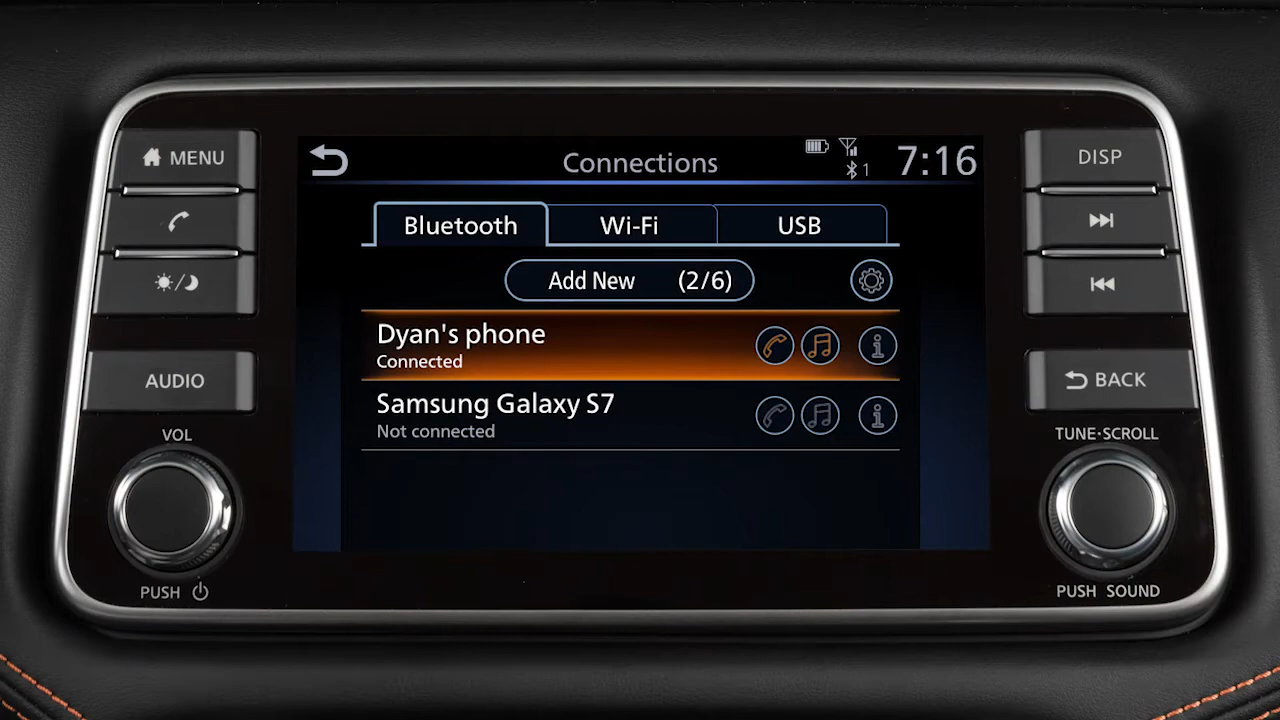 MENU
AUDIO
VOL
PUSH
Connections
1
7:16
Bluetooth
Wi-Fi
USB
Add New (2/6)
Dyan's phone
Connected
Samsung Galaxy S7
Not connected
DISP
BACK
TUNE·SCROLL
PUSH SOUND